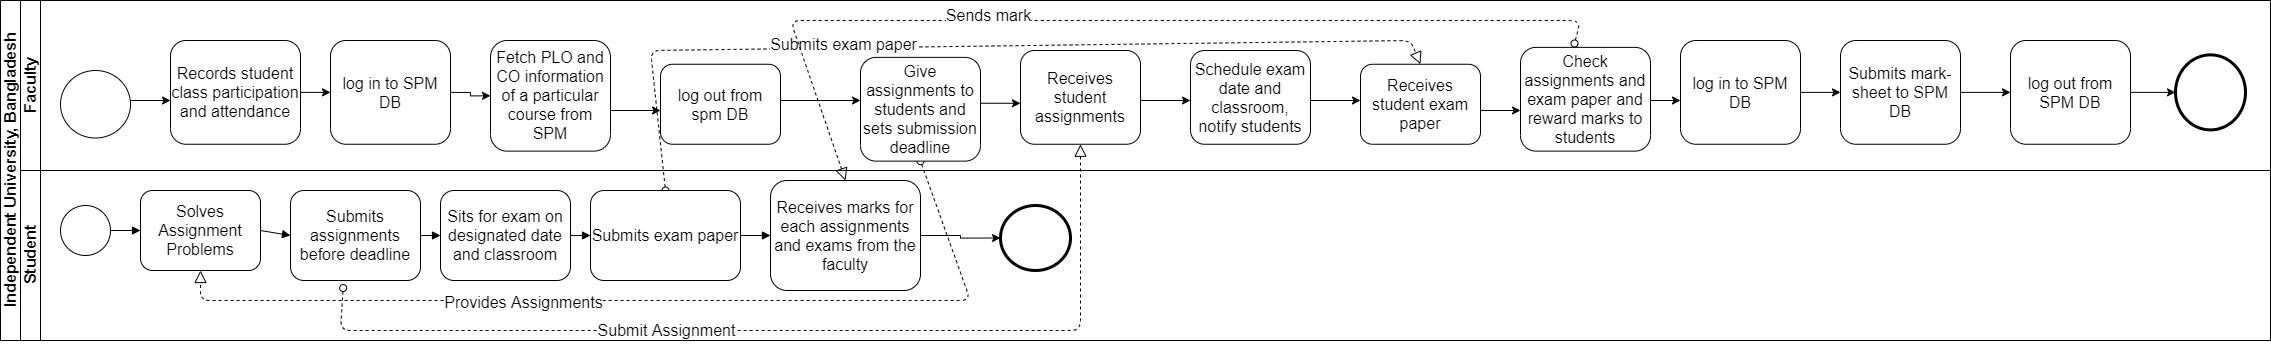 Independent University, Bangladesh
Faculty
Sends mark
Submits exam paper
Records student
class participation
and attendance
log in to SPM
DB
Fetch PLO and
CO information
of a particular
course from
SPM
log out from
spm DB
Give
assignments to
students and
sets submission
deadline
Receives
student
assignments
Schedule exam
date and
classroom,
notify students
Receives
student exam
paper
Check
assignments and
exam paper and
reward marks to
students
log in to SPM
DB
Submits mark-
sheet to SPM
DB
log out from
SPM DB
Student
Solves
Assignment
Problems
Submits
assignments
before deadline
Sits for exam on
designated date
and classroom
Submits exam paper
Receives marks for
each assignments
and exams from the
faculty
Provides Assignments
Submit Assignment